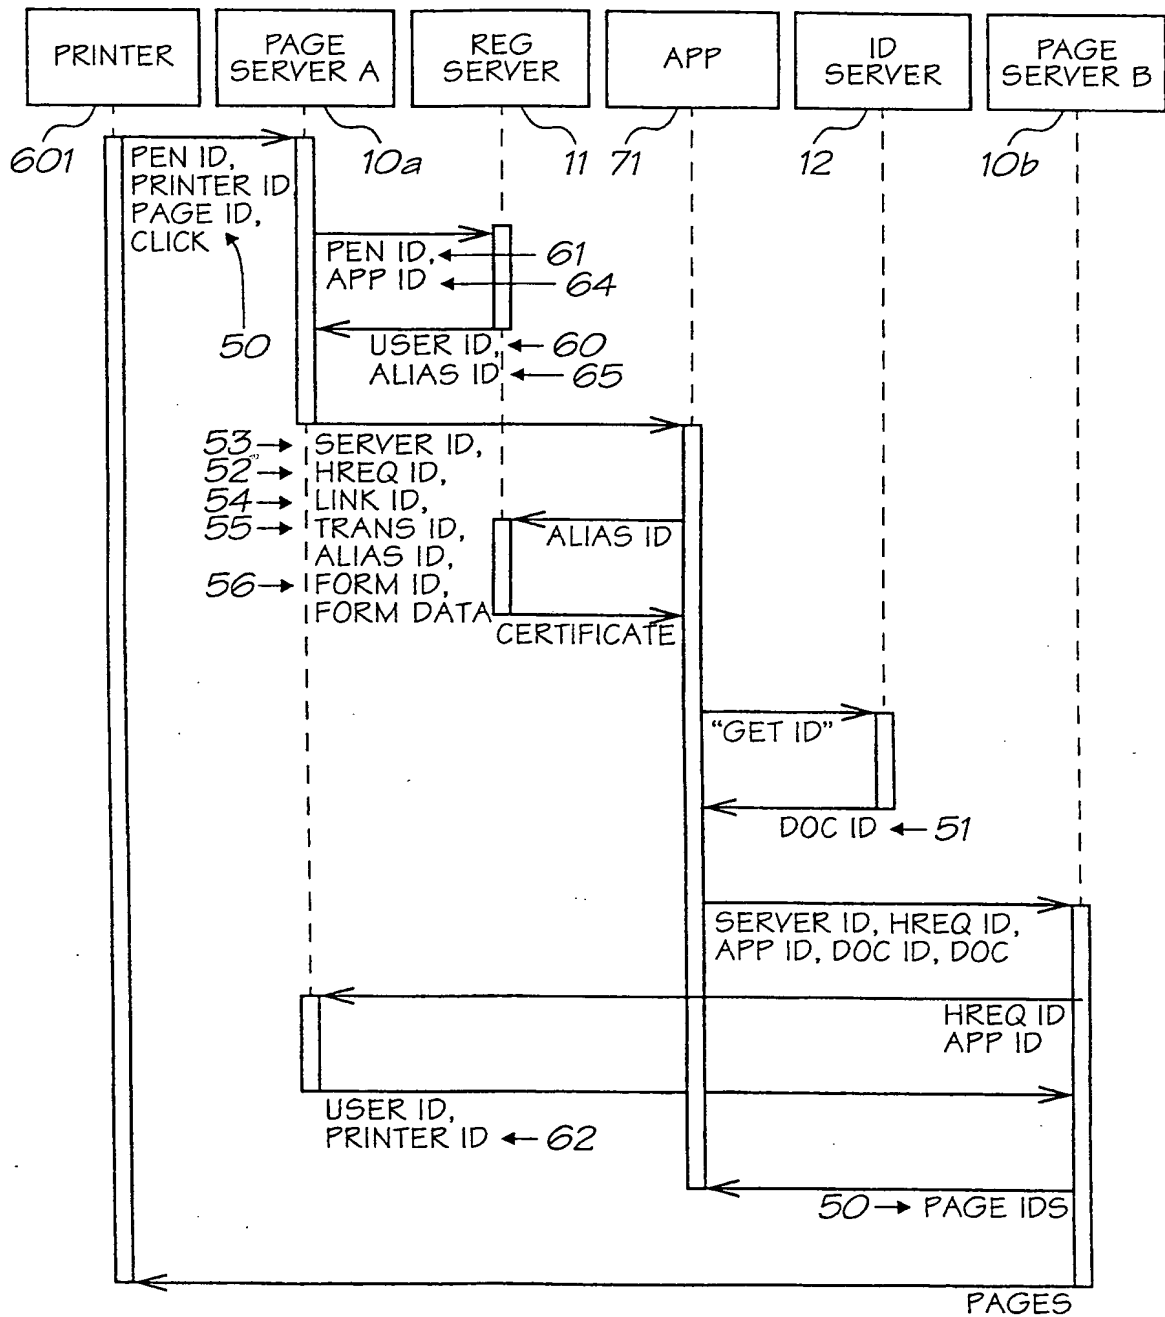 PRINTER
PAGE
SERVER A
REG
SERVER
APP
ID
SERVER
PAGE
SERVER B
601
10a
11
71
12
10b
PEN ID,
PRINTER ID
PAGE ID,
CLICK
50
PEN ID,
61
APP ID
64
USER ID,
60
ALIAS ID
65
53
SERVER ID,
52
HREQ ID,
54
LINK ID,
55
TRANS ID,
ALIAS ID,
56
FORM ID,
FORM DATA
ALIAS ID
CERTIFICATE
“GET ID”
DOC ID
51
SERVER ID, HREQ ID,
APP ID, DOC ID, DOC
HREQ ID
APP ID
USER ID,
PRINTER ID
62
50
PAGE IDS
PAGES